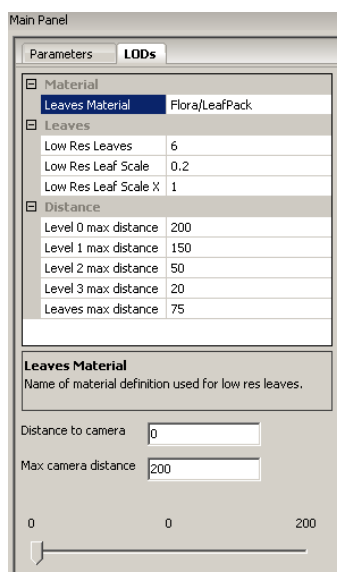 Main Panel
Parameters LODs
Material
Leaves Material Flora/LeafPack
Leaves
Low Res Leaves 6
Low Res Leaf Scale 0.2
Low Res Leaf Scale X 1
Distance
Level 0 max distance 200
Level 1 max distance 150
Level 2 max distance 50
Level 3 max distance 20
Leaves max distance 75
Leaves Material
Name of material definition used for low res leaves.
Distance to camera 0
Max camera distance 200
0 0 200